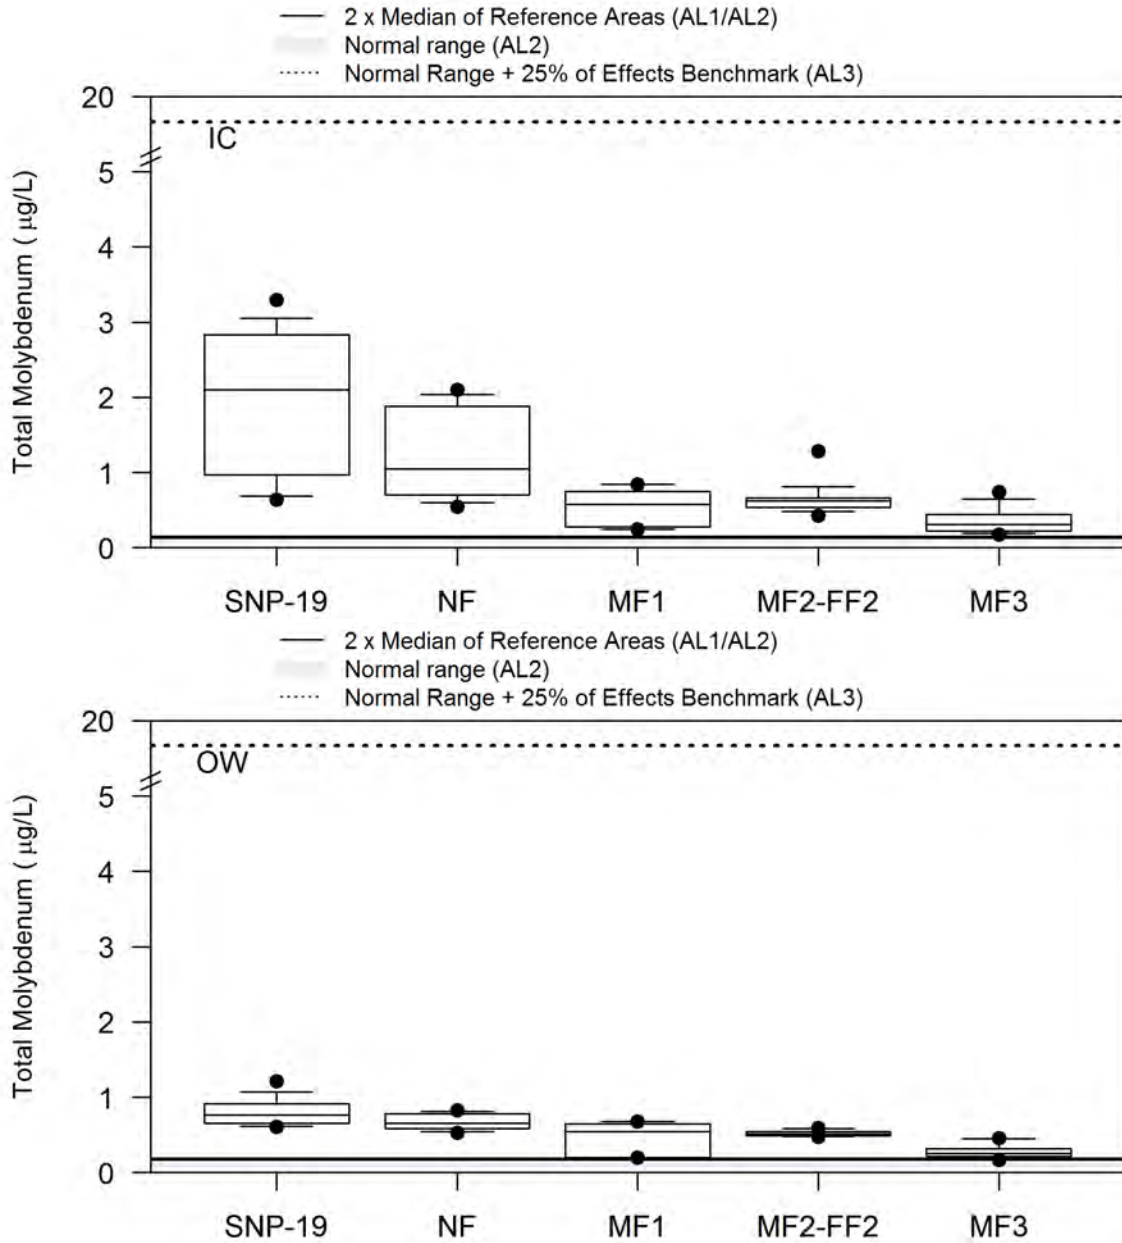 2 x Median of Reference Areas (AL1/AL2)
Normal range (AL2)
Normal Range + 25% of Effects Benchmark (AL3)
20
IC
5
4
3
2
1
0
Total Molybdenum ( µg/L)
SNP-19 NF MF1 MF2-FF2 MF3
2 x Median of Reference Areas (AL1/AL2)
Normal range (AL2)
Normal Range + 25% of Effects Benchmark (AL3)
20
OW
5
4
3
2
1
0
Total Molybdenum ( µg/L)
SNP-19 NF MF1 MF2-FF2 MF3